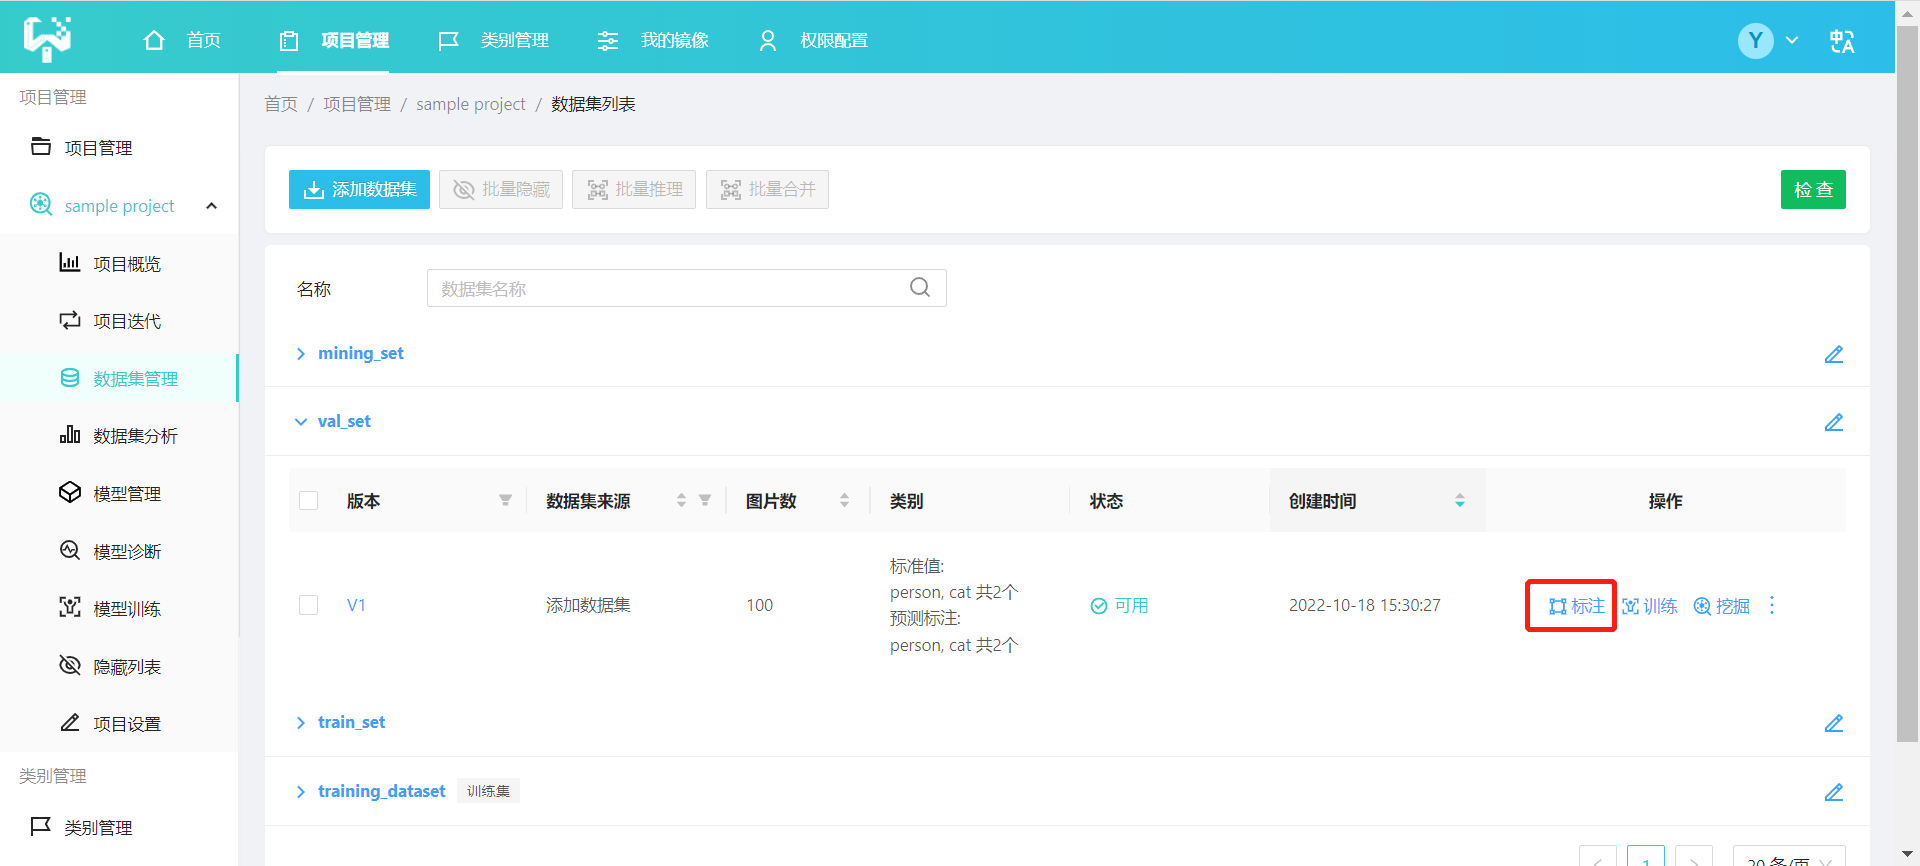 首页
项目管理
类别管理
我的镜像
权限配置
Y
中A
项目管理
项目管理
sample project
项目概览
项目迭代
数据集管理
数据集分析
模型管理
模型诊断
模型训练
隐藏列表
项目设置
类别管理
类别管理
首页 / 项目管理 / sample project / 数据集列表
添加数据集
批量隐藏
批量推理
批量合并
检 查
名称
数据集名称
mining_set
val_set
版本 数据集来源 图片数 类别 状态 创建时间 操作
标准值:
person, cat 共2个
预测标注:
person, cat 共2个
V1 添加数据集 100 可用 2022-10-18 15:30:27 标注 训练 挖掘
train_set
training_dataset 训练集
1
20 条/页